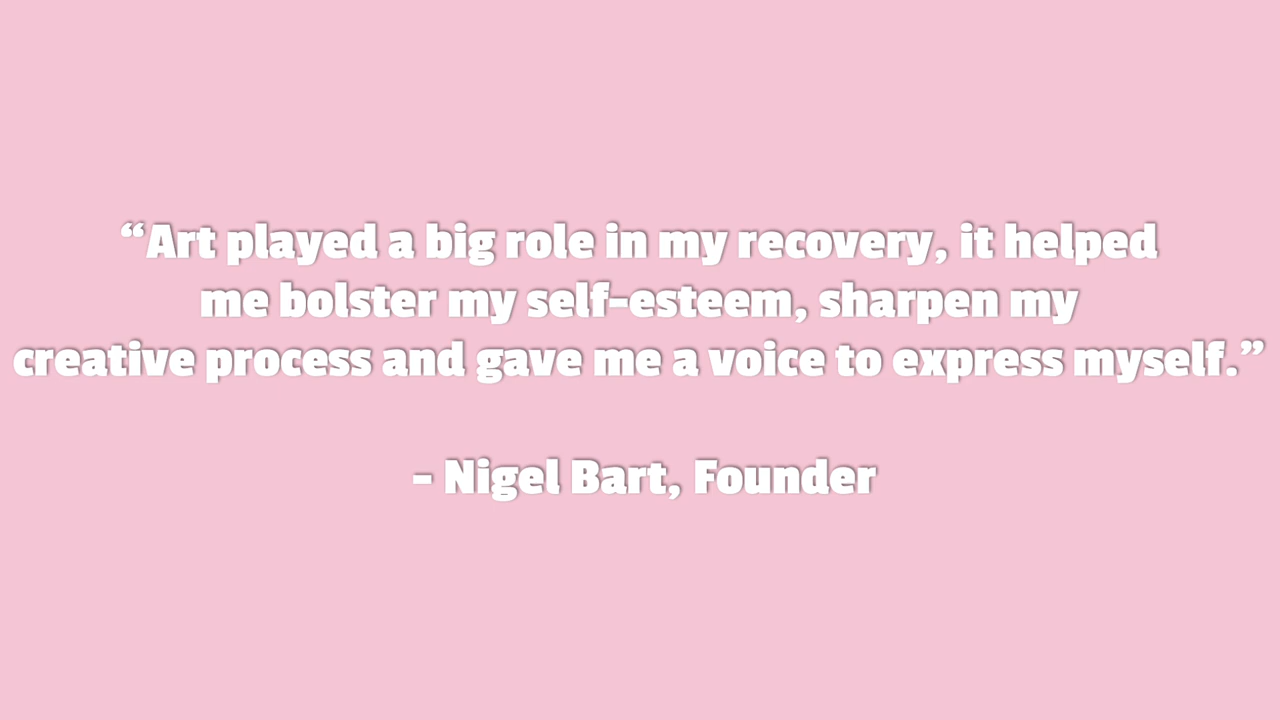 “Art played a big role in my recovery, it helped
me bolster my self-esteem, sharpen my
creative process and gave me a voice to express myself.”
- Nigel Bart, Founder